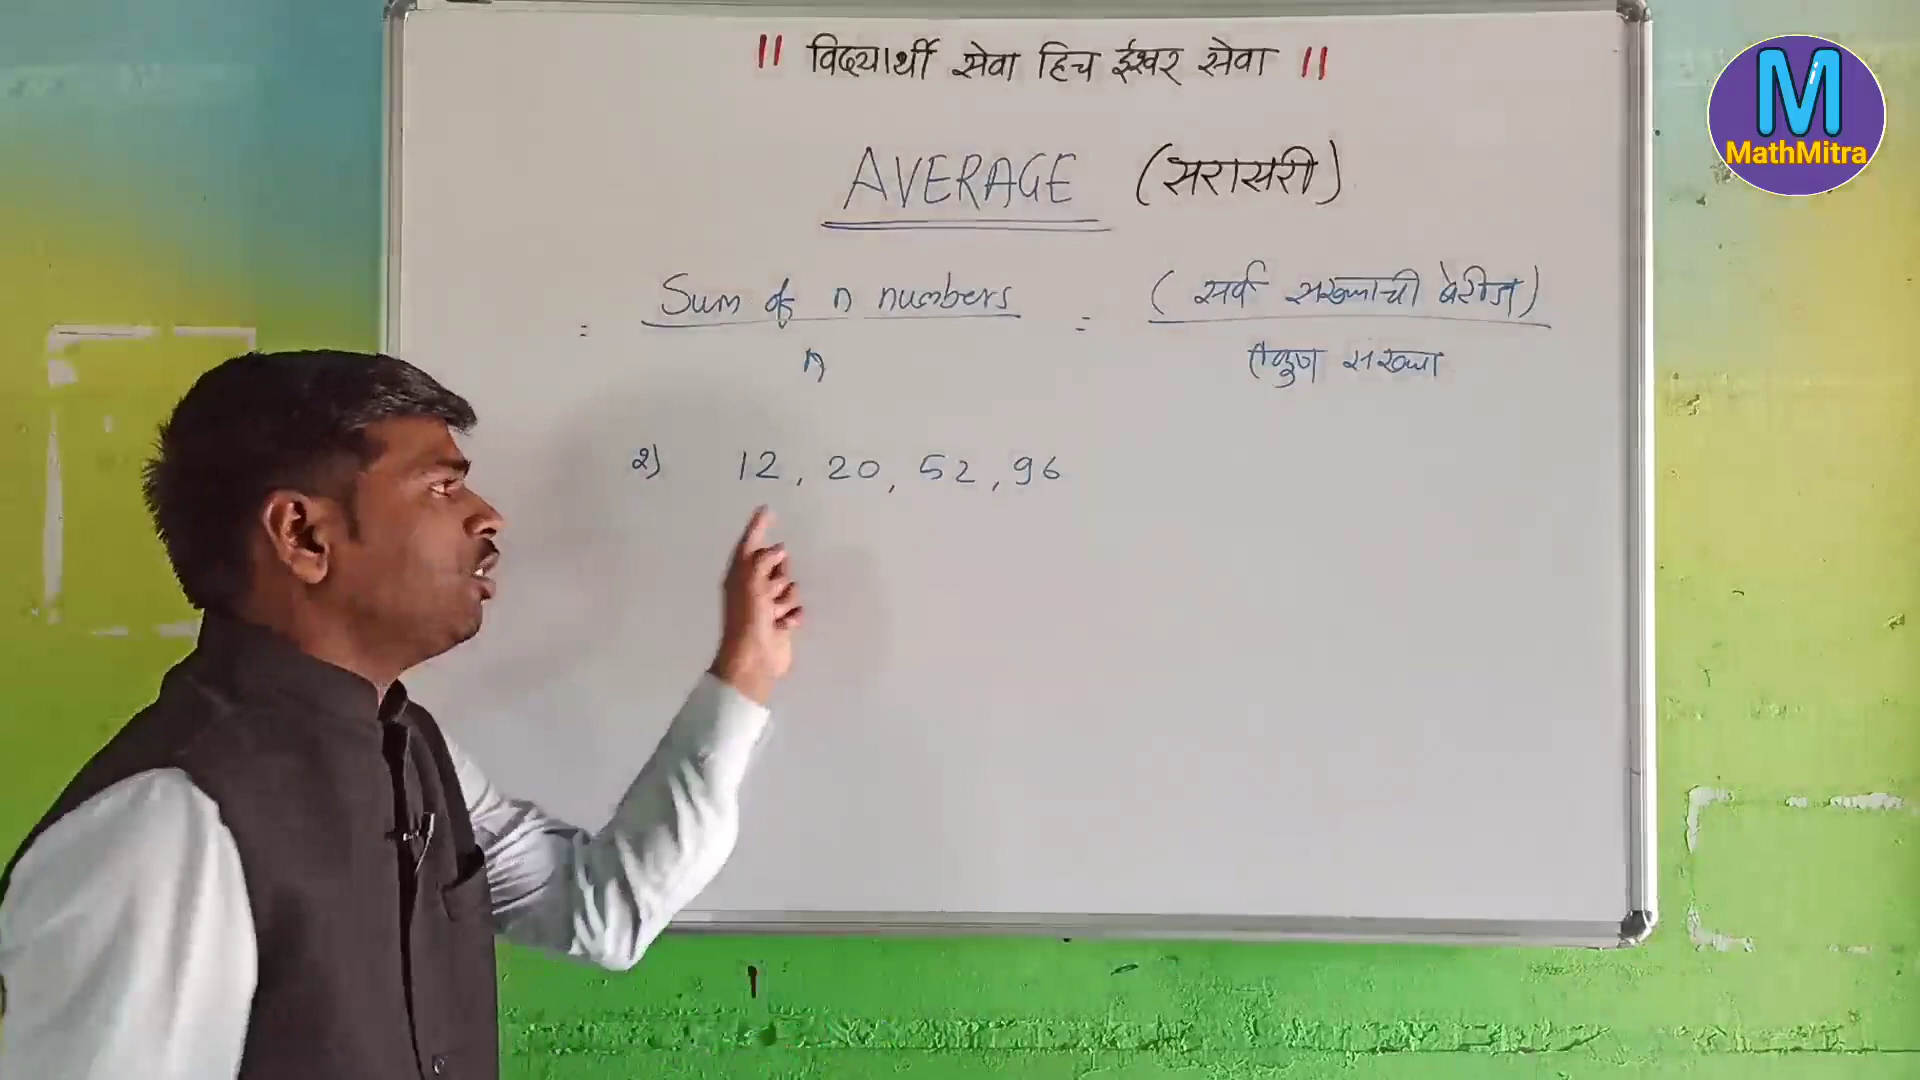 ॥ विद्यार्थी सेवा हिच ईश्वर सेवा ॥
M
MathMitra
AVERAGE (सरासरी)
= Sum of n numbers = (सर्व संख्याची बेरीज)
n एकुण संख्या
२) 12, 20, 52, 96